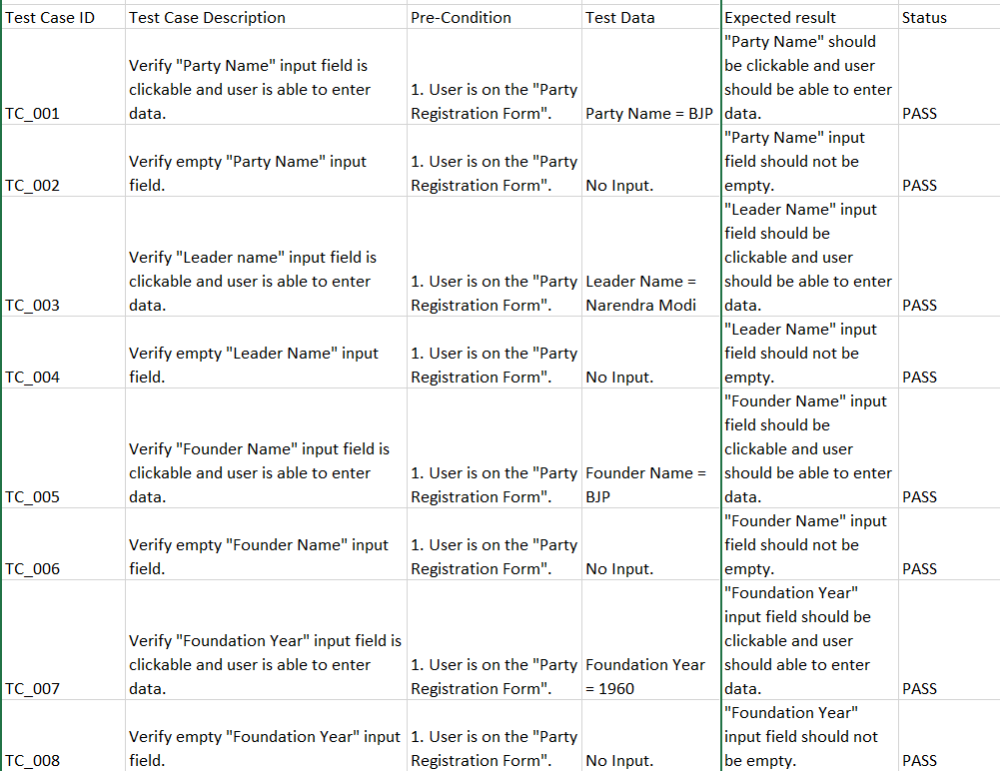 Test Case ID Test Case Description Pre-Condition Test Data Expected result Status
TC_001
Verify "Party Name" input field is
clickable and user is able to enter
data.
1. User is on the "Party
Registration Form".
Party Name = BJP
"Party Name" should
be clickable and user
should be able to enter
data.
PASS
TC_002
Verify empty "Party Name" input
field.
1. User is on the "Party
Registration Form".
No Input.
"Party Name" input
field should not be
empty.
PASS
TC_003
Verify "Leader name" input field is
clickable and user is able to enter
data.
1. User is on the "Party
Registration Form".
Leader Name =
Narendra Modi
"Leader Name" input
field should be
clickable and user
should be able to enter
data.
PASS
TC_004
Verify empty "Leader Name" input
field.
1. User is on the "Party
Registration Form".
No Input.
"Leader Name" input
field should not be
empty.
PASS
TC_005
Verify "Founder Name" input field is
clickable and user is able to enter
data.
1. User is on the "Party
Registration Form".
Founder Name =
BJP
"Founder Name" input
field should be
clickable and user
should be able to enter
data.
PASS
TC_006
Verify empty "Founder Name" input
field.
1. User is on the "Party
Registration Form".
No Input.
"Founder Name" input
field should not be
empty.
PASS
TC_007
Verify "Foundation Year" input field is
clickable and user is able to enter
data.
1. User is on the "Party
Registration Form".
Foundation Year
= 1960
"Foundation Year"
input field should be
clickable and user
should able to enter
data.
PASS
TC_008
Verify empty "Foundation Year" input
field.
1. User is on the "Party
Registration Form".
No Input.
"Foundation Year"
input field should not
be empty.
PASS